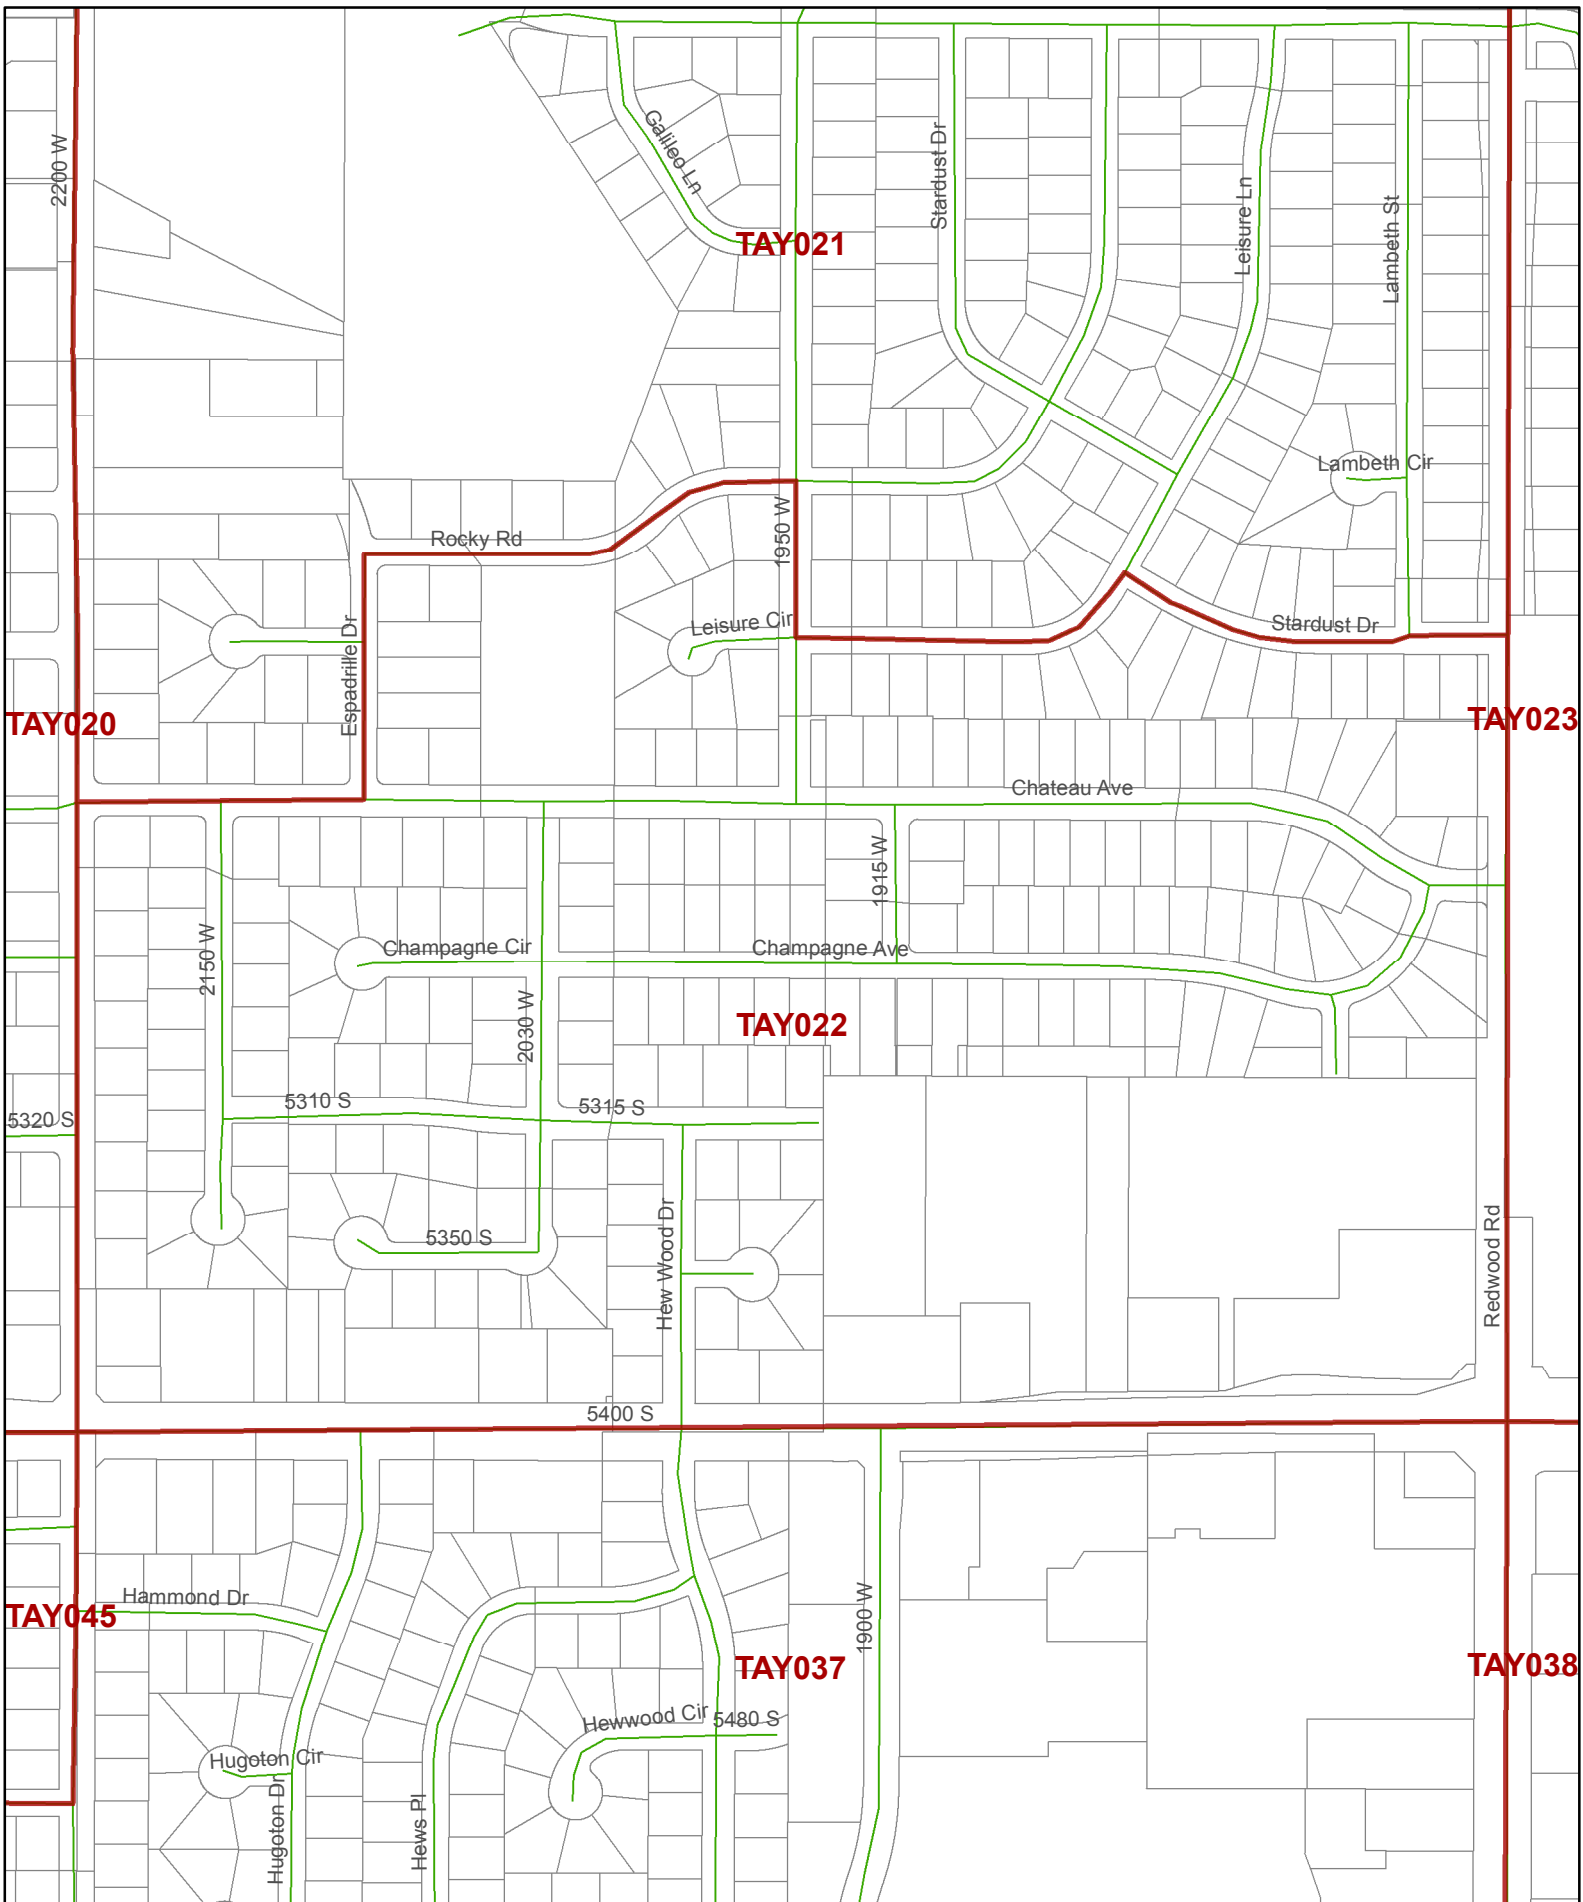 2200 W
Galileo Ln
Stardust Dr
Leisure Ln
Lambeth St
TAY021
Lambeth Cir
Rocky Rd
1950 W
Leisure Cir
Stardust Dr
Espadrille Dr
TAY020
TAY023
Chateau Ave
1915 W
2150 W
Champagne Cir
Champagne Ave
2030 W
TAY022
5310 S
5315 S
5320 S
5350 S
Hew Wood Dr
Redwood Rd
5400 S
Hammond Dr
TAY045
1900 W
TAY037
TAY038
Hewwood Cir
5480 S
Hugoton Cir
Hugoton Dr
Hews Pl